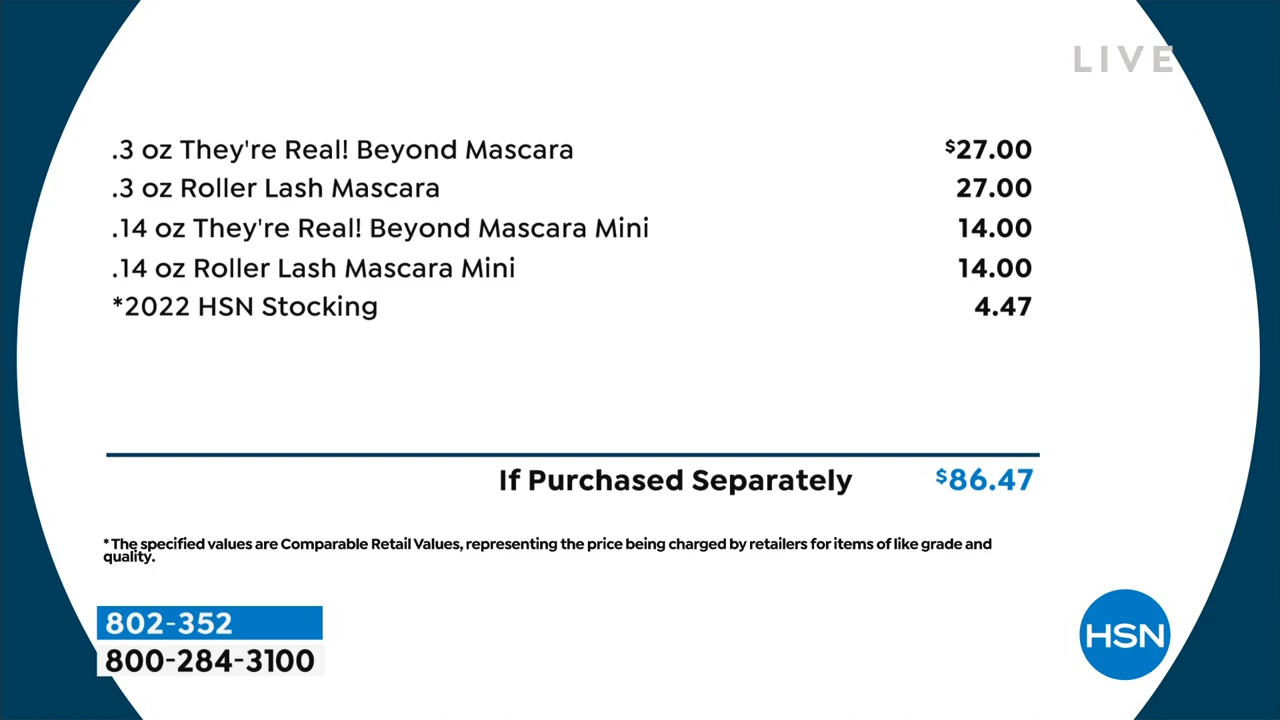 LIVE
.3 oz They're Real! Beyond Mascara $27.00
.3 oz Roller Lash Mascara 27.00
.14 oz They're Real! Beyond Mascara Mini 14.00
.14 oz Roller Lash Mascara Mini 14.00
*2022 HSN Stocking 4.47
If Purchased Separately $86.47
*The specified values are Comparable Retail Values, representing the price being charged by retailers for items of like grade and
quality.
802-352
800-284-3100
HSN